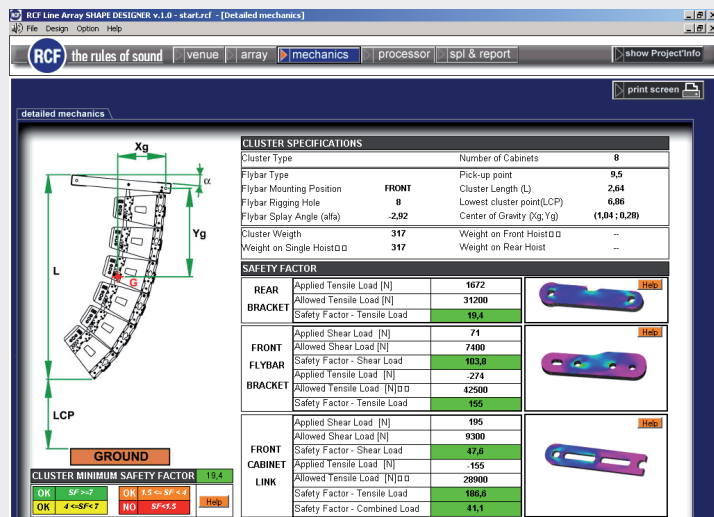 RCF Line Array SHAPE DESIGNER v.1.0 - start.rcf - [Detailed mechanics]
File Design Option Help
RCF the rules of sound venue array mechanics processor spl & report show Project'Info
print screen
detailed mechanics
Xg
α
Yg
L
G
LCP
GROUND
CLUSTER MINIMUM SAFETY FACTOR 19,4
OK SF >=7 OK 1.5 <= SF < 4
OK 4 <=SF< 7 NO SF<1.5
Help
CLUSTER SPECIFICATIONS
Cluster Type Number of Cabinets 8
Flybar Type Pick-up point 9,5
Flybar Mounting Position FRONT Cluster Length (L) 2,64
Flybar Rigging Hole 8 Lowest cluster point(LCP) 6,86
Flybar Splay Angle (alfa) -2,92 Center of Gravity (Xg;Yg) (1,04 ; 0,28)
Cluster Weigth 317 Weight on Front Hoist▯▯ --
Weight on Single Hoist▯▯ 317 Weight on Rear Hoist --
SAFETY FACTOR
REAR BRACKET
Applied Tensile Load [N] 1672
Allowed Tensile Load [N] 31200
Safety Factor - Tensile Load 19,4
Help
FRONT FLYBAR BRACKET
Applied Shear Load [N] 71
Allowed Shear Load [N] 7400
Safety Factor - Shear Load 103,8
Applied Tensile Load [N] -274
Allowed Tensile Load [N]▯▯ 42500
Safety Factor - Tensile Load 155
Help
FRONT CABINET LINK
Applied Shear Load [N] 195
Allowed Shear Load [N] 9300
Safety Factor - Shear Load 47,6
Applied Tensile Load [N] -155
Allowed Tensile Load [N]▯▯ 28900
Safety Factor - Tensile Load 186,6
Safety Factor - Combined Load 41,1
Help